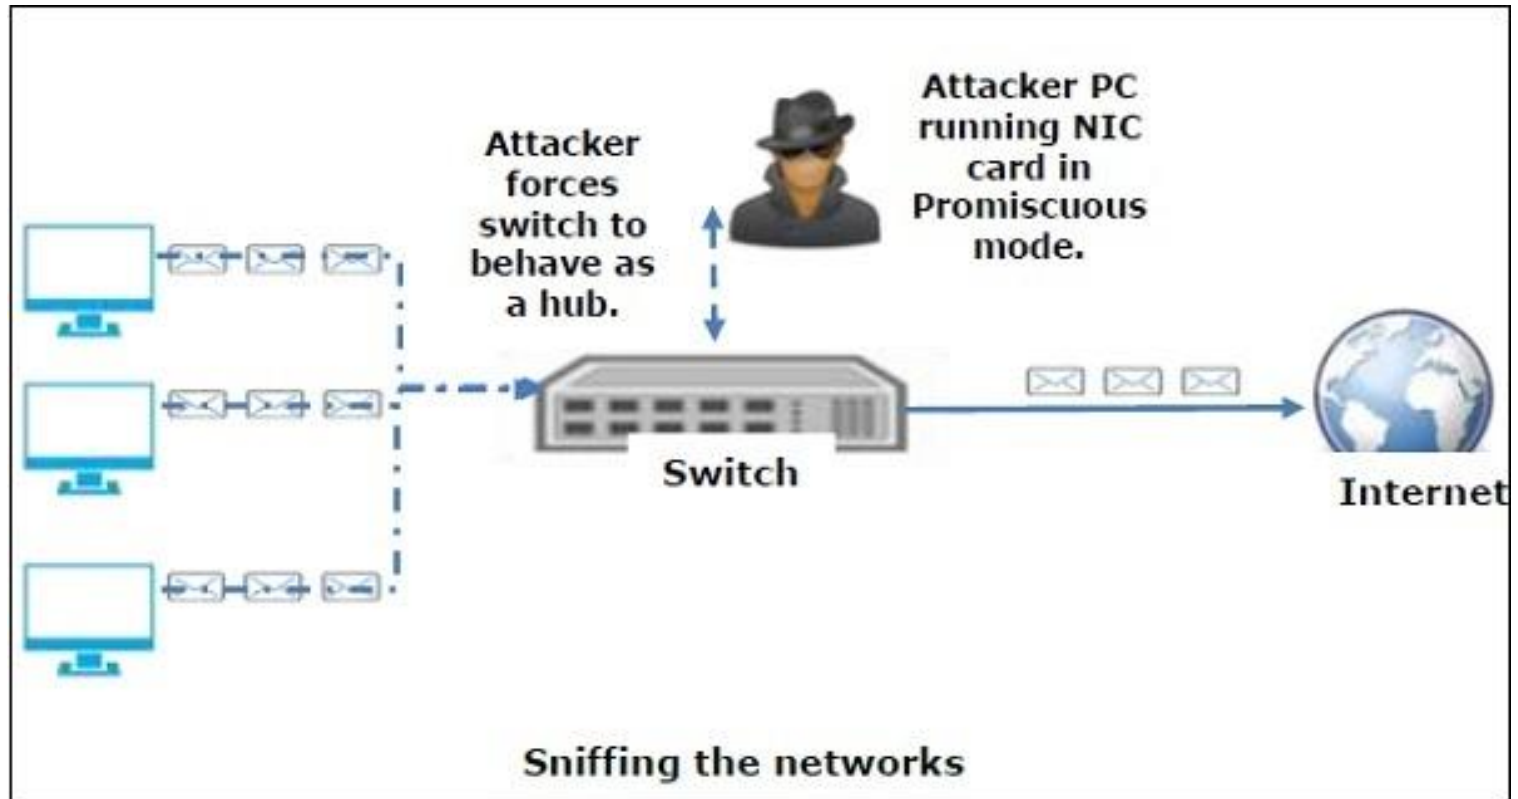 Attacker
forces
switch to
behave as
a hub.
Attacker PC
running NIC
card in
Promiscuous
mode.
Switch
Internet
Sniffing the networks